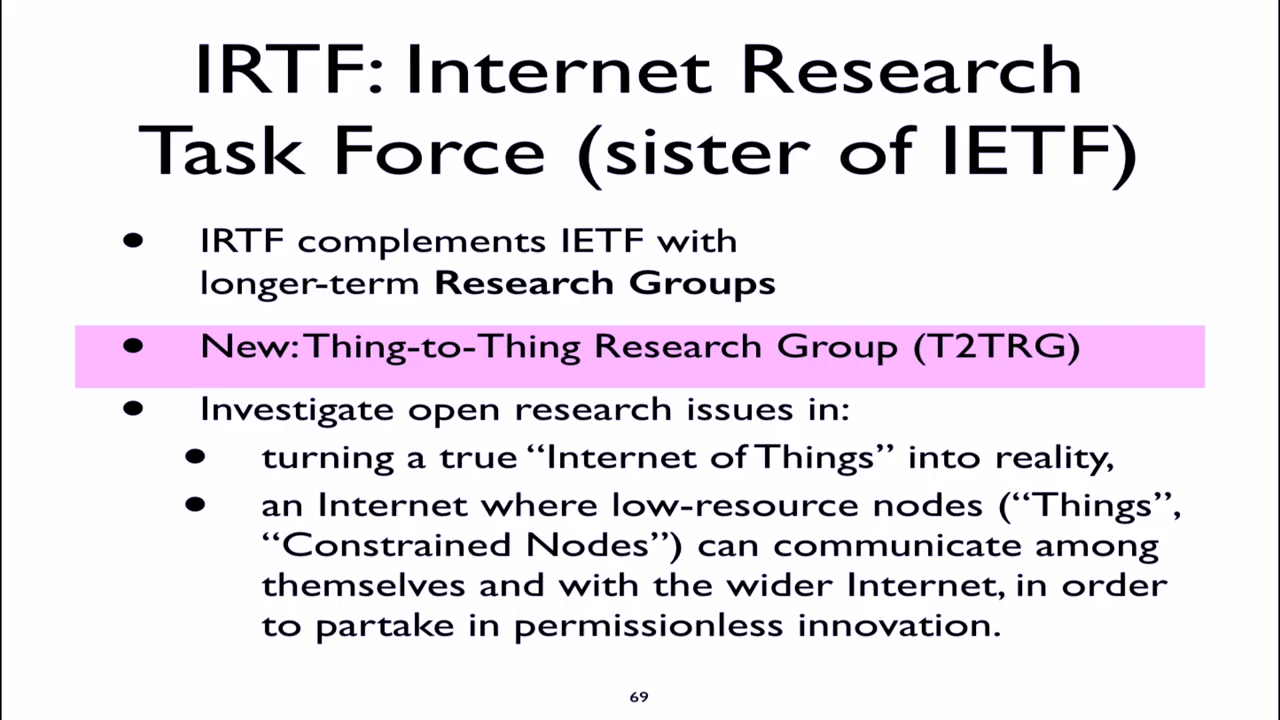 IRTF: Internet Research
Task Force (sister of IETF)
• IRTF complements IETF with
longer-term Research Groups
• New: Thing-to-Thing Research Group (T2TRG)
• Investigate open research issues in:
• turning a true “Internet of Things” into reality,
• an Internet where low-resource nodes (“Things”,
“Constrained Nodes”) can communicate among
themselves and with the wider Internet, in order
to partake in permissionless innovation.
69